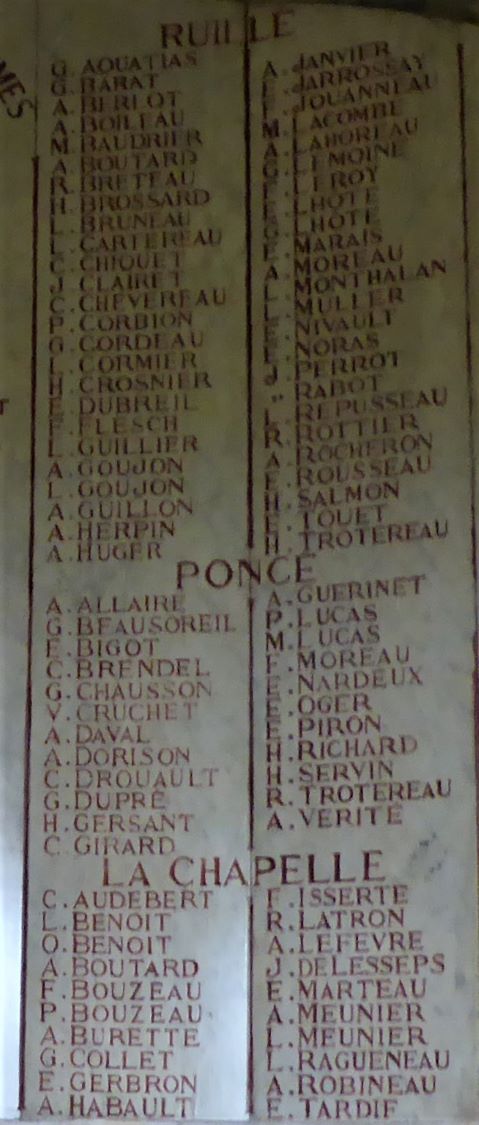 RUILLÉ
G. AOUATIAS
G. BARAT
A. BERLOT
A. BOILEAU
M. BAUDRIER
A. BOUTARD
R. BRETEAU
H. BROSSARD
L. BRUNEAU
L. CARTEREAU
C. CHIQUET
J. CLAIRET
C. CHEVEREAU
P. CORBION
G. CORDEAU
L. CORMIER
H. CROSNIER
E. DUBREIL
F. FLESCH
L. GUILLIER
A. GOUJON
L. GOUJON
A. GUILLON
A. HERPIN
A. HUGER
A. JANVIER
E. JARROSSAY
L. JOUANNEAU
M. LACOMBE
A. LABOREAU
G. LEMOINE
F. LEROY
E. LHOTE
G. LHOTE
E. MARAIS
A. MOREAU
L. MONTHALAN
L. MULLER
E. NIVAULT
E. NORAS
J. PERROT
" RABOT
L. REPUSSEAU
R. ROTTIER
A. ROCHERON
E. ROUSSEAU
H. SALMON
E. TOUET
H. TROTEREAU
PONCÉ
A. ALLAIRE
G. BEAUSOREIL
E. BIGOT
C. BRENDEL
G. CHAUSSON
V. CRUCHET
A. DAVAL
A. DORISON
C. DROUAULT
G. DUPRÉ
H. GERSANT
C. GIRARD
A. GUERINET
P. LUCAS
M. LUCAS
F. MOREAU
E. NARDEUX
E. OGER
E. PIRON
H. RICHARD
H. SERVIN
R. TROTEREAU
A. VERITÉ
LA CHAPELLE
C. AUDEBERT
L. BENOIT
O. BENOIT
A. BOUTARD
F. BOUZEAU
P. BOUZEAU
A. BURETTE
G. COLLET
E. GERBRON
A. HABAULT
F. ISSERTE
R. LATRON
A. LEFEVRE
J. DELESSEPS
E. MARTEAU
A. MEUNIER
L. MEUNIER
L. RAGUENEAU
A. ROBINEAU
E. TARDIF